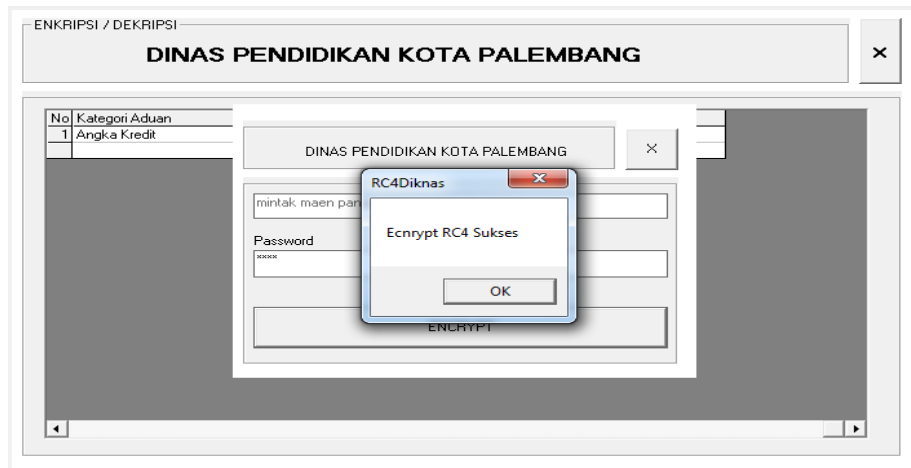 ENKRIPSI / DEKRIPSI
DINAS PENDIDIKAN KOTA PALEMBANG
×
No Kategori Aduan
1 Angka Kredit
DINAS PENDIDIKAN KOTA PALEMBANG
×
RC4Diknas
mintak maen
Ecnrypt RC4 Sukses
Password
××××
OK
ENCRYPT